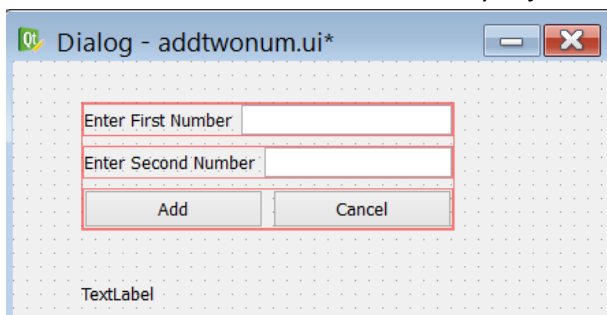 Dialog - addtwonum.ui*
Enter First Number
Enter Second Number
Add Cancel
TextLabel